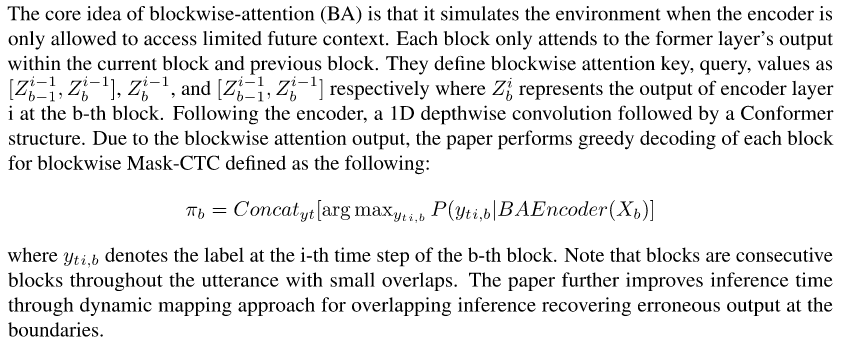 The core idea of blockwise-attention (BA) is that it simulates the environment when the encoder is
only allowed to access limited future context. Each block only attends to the former layer's output
within the current block and previous block. They define blockwise attention key, query, values as
[Z_{b-1}^{i-1}, Z_b^{i-1}], Z_b^{i-1}, and [Z_{b-1}^{i-1}, Z_b^{i-1}] respectively where Z_b^i represents the output of encoder layer
i at the b-th block. Following the encoder, a 1D depthwise convolution followed by a Conformer
structure. Due to the blockwise attention output, the paper performs greedy decoding of each block
for blockwise Mask-CTC defined as the following:
π_b = Concat_{yt}[arg max_{y_{ti,b}} P(y_{ti,b}|BAEncoder(X_b)]
where y_{ti,b} denotes the label at the i-th time step of the b-th block. Note that blocks are consecutive
blocks throughout the utterance with small overlaps. The paper further improves inference time
through dynamic mapping approach for overlapping inference recovering erroneous output at the
boundaries.